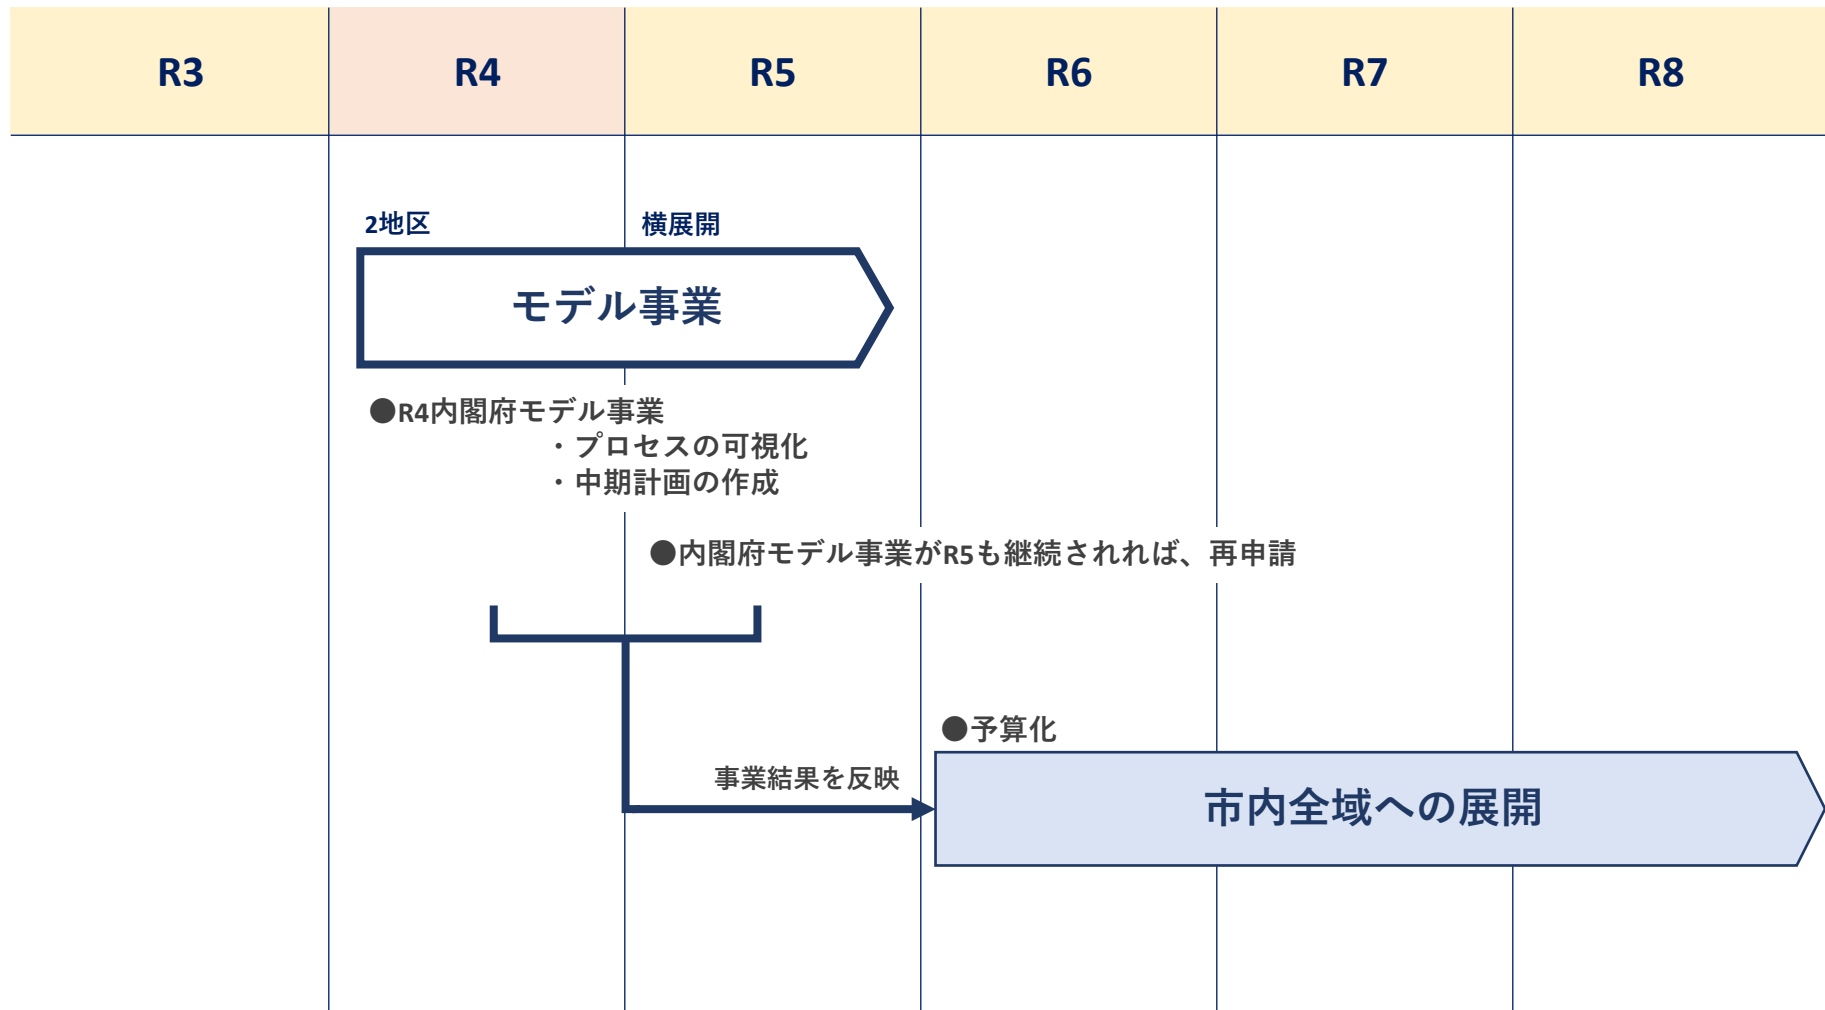 R3 R4 R5 R6 R7 R8
2地区 横展開
モデル事業
●R4内閣府モデル事業
・プロセスの可視化
・中期計画の作成
●内閣府モデル事業がR5も継続されれば、再申請
●予算化
事業結果を反映
市内全域への展開